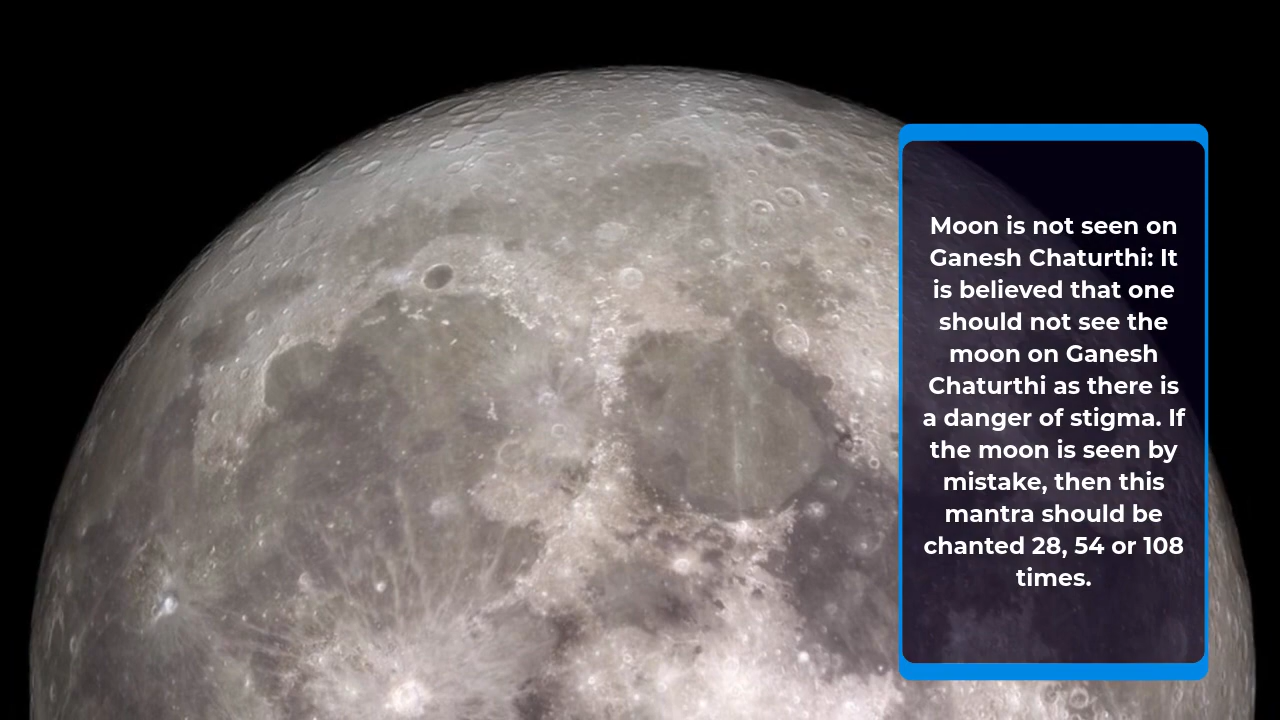 Moon is not seen on
Ganesh Chaturthi: It
is believed that one
should not see the
moon on Ganesh
Chaturthi as there is
a danger of stigma. If
the moon is seen by
mistake, then this
mantra should be
chanted 28, 54 or 108
times.